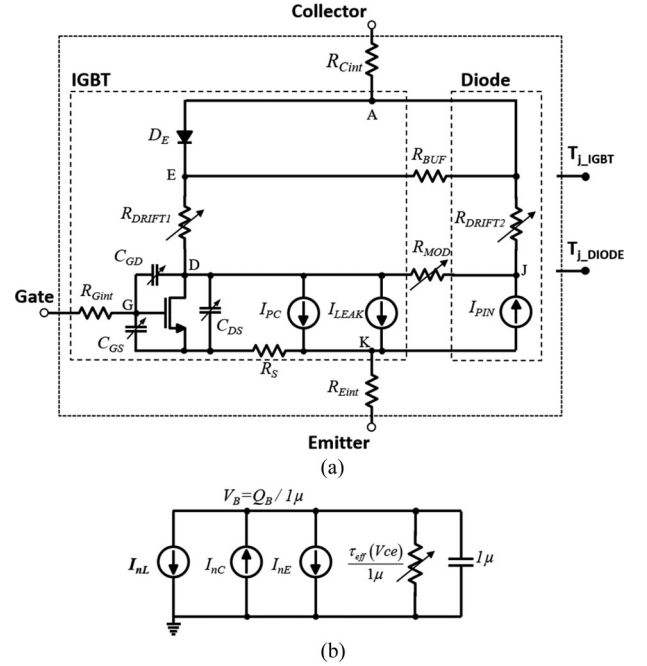 Collector
R_Cint
IGBT
Diode
A
D_E
R_BUF
T_j_IGBT
E
R_DRIFT1
R_DRIFT2
R_MOD
C_GD
D
J
T_j_DIODE
Gate
R_Gint
G
I_PC
I_LEAK
I_PIN
C_DS
C_GS
K
R_S
R_Eint
Emitter
(a)
V_B=Q_B / 1μ
I_nL
I_nC
I_nE
τ_eff (Vce)
1μ
1μ
(b)